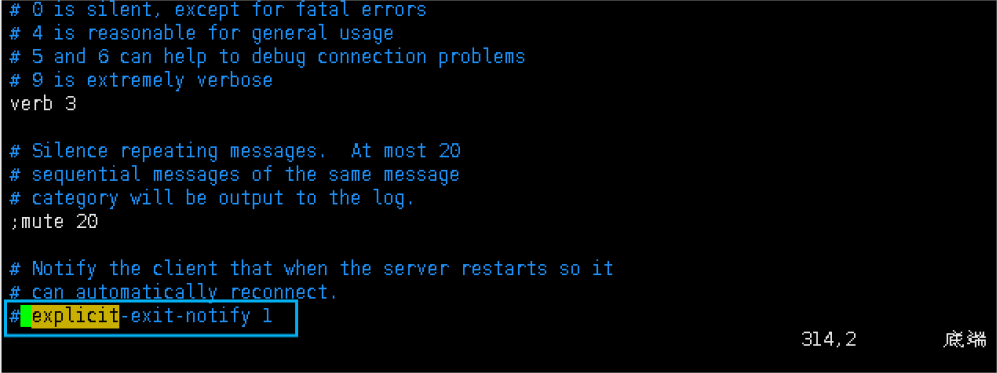 # 0 is silent, except for fatal errors
# 4 is reasonable for general usage
# 5 and 6 can help to debug connection problems
# 9 is extremely verbose
verb 3
# Silence repeating messages.  At most 20
# sequential messages of the same message
# category will be output to the log.
;mute 20
# Notify the client that when the server restarts so it
# can automatically reconnect.
# explicit-exit-notify 1
314,2 底端